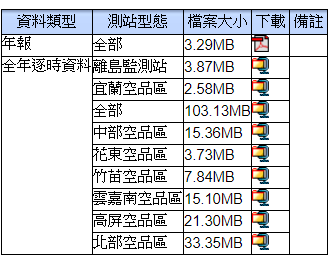 資料類型 測站型態 檔案大小 下載 備註
年報 全部 3.29MB
全年逐時資料 離島監測站 3.87MB
宜蘭空品區 2.58MB
全部 103.13MB
中部空品區 15.36MB
花東空品區 3.73MB
竹苗空品區 7.84MB
雲嘉南空品區 15.10MB
高屏空品區 21.30MB
北部空品區 33.35MB